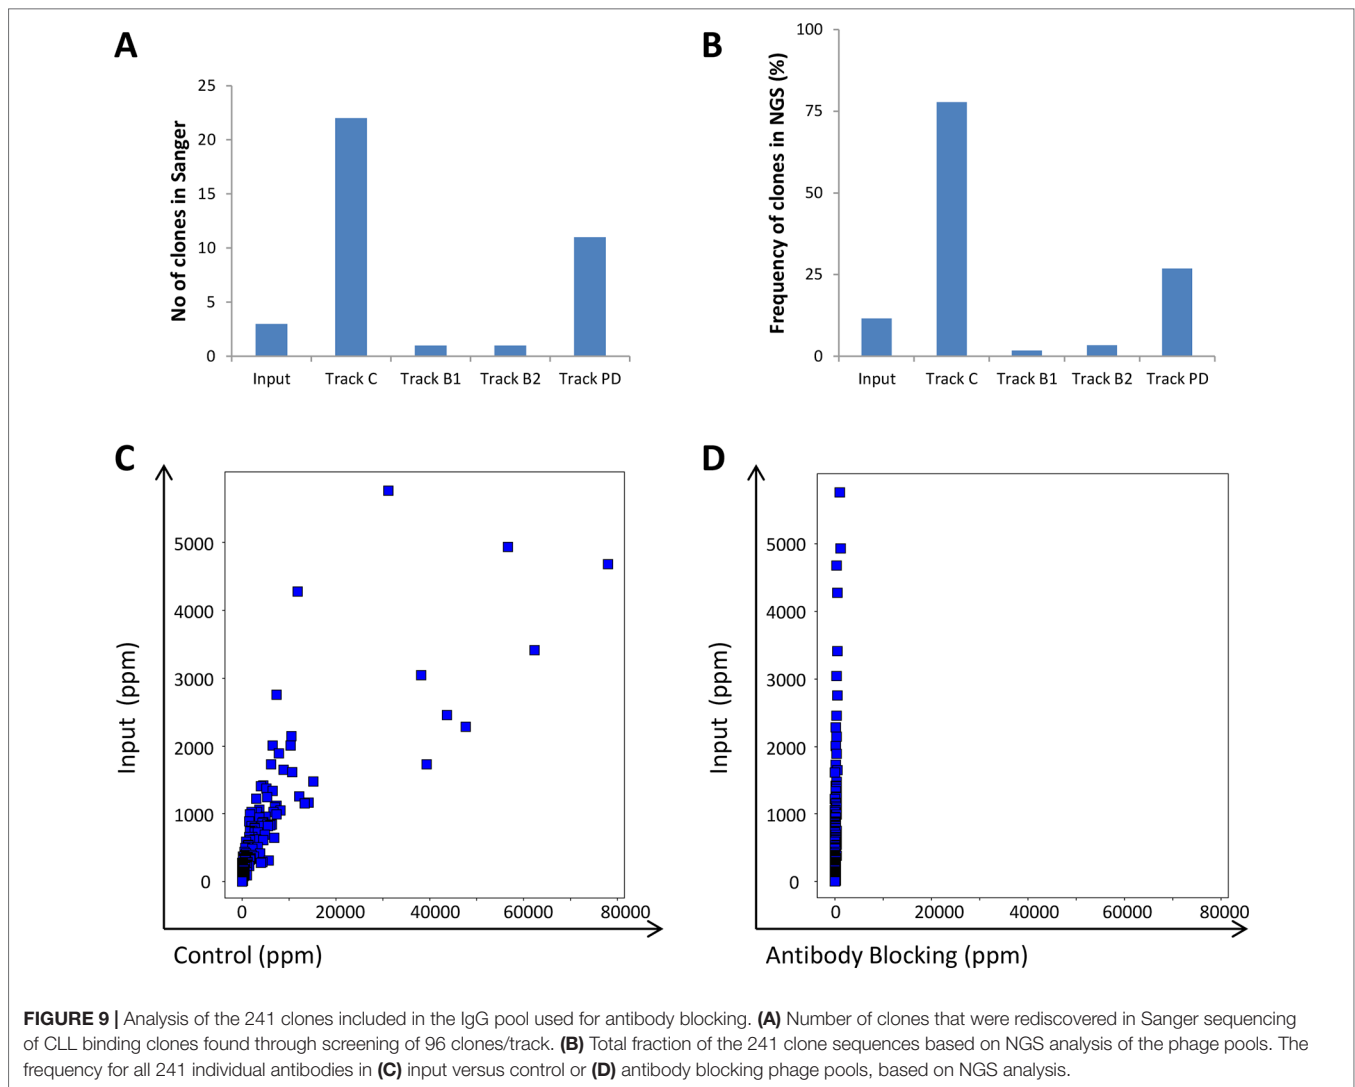 A
No of clones in Sanger
25
20
15
10
5
0
Input Track C Track B1 Track B2 Track PD
B
Frequency of clones in NGS (%)
100
75
50
25
0
Input Track C Track B1 Track B2 Track PD
C
Input (ppm)
5000
4000
3000
2000
1000
0
0 20000 40000 60000 80000
Control (ppm)
D
Input (ppm)
5000
4000
3000
2000
1000
0
0 20000 40000 60000 80000
Antibody Blocking (ppm)
FIGURE 9 | Analysis of the 241 clones included in the IgG pool used for antibody blocking. (A) Number of clones that were rediscovered in Sanger sequencing
of CLL binding clones found through screening of 96 clones/track. (B) Total fraction of the 241 clone sequences based on NGS analysis of the phage pools. The
frequency for all 241 individual antibodies in (C) input versus control or (D) antibody blocking phage pools, based on NGS analysis.